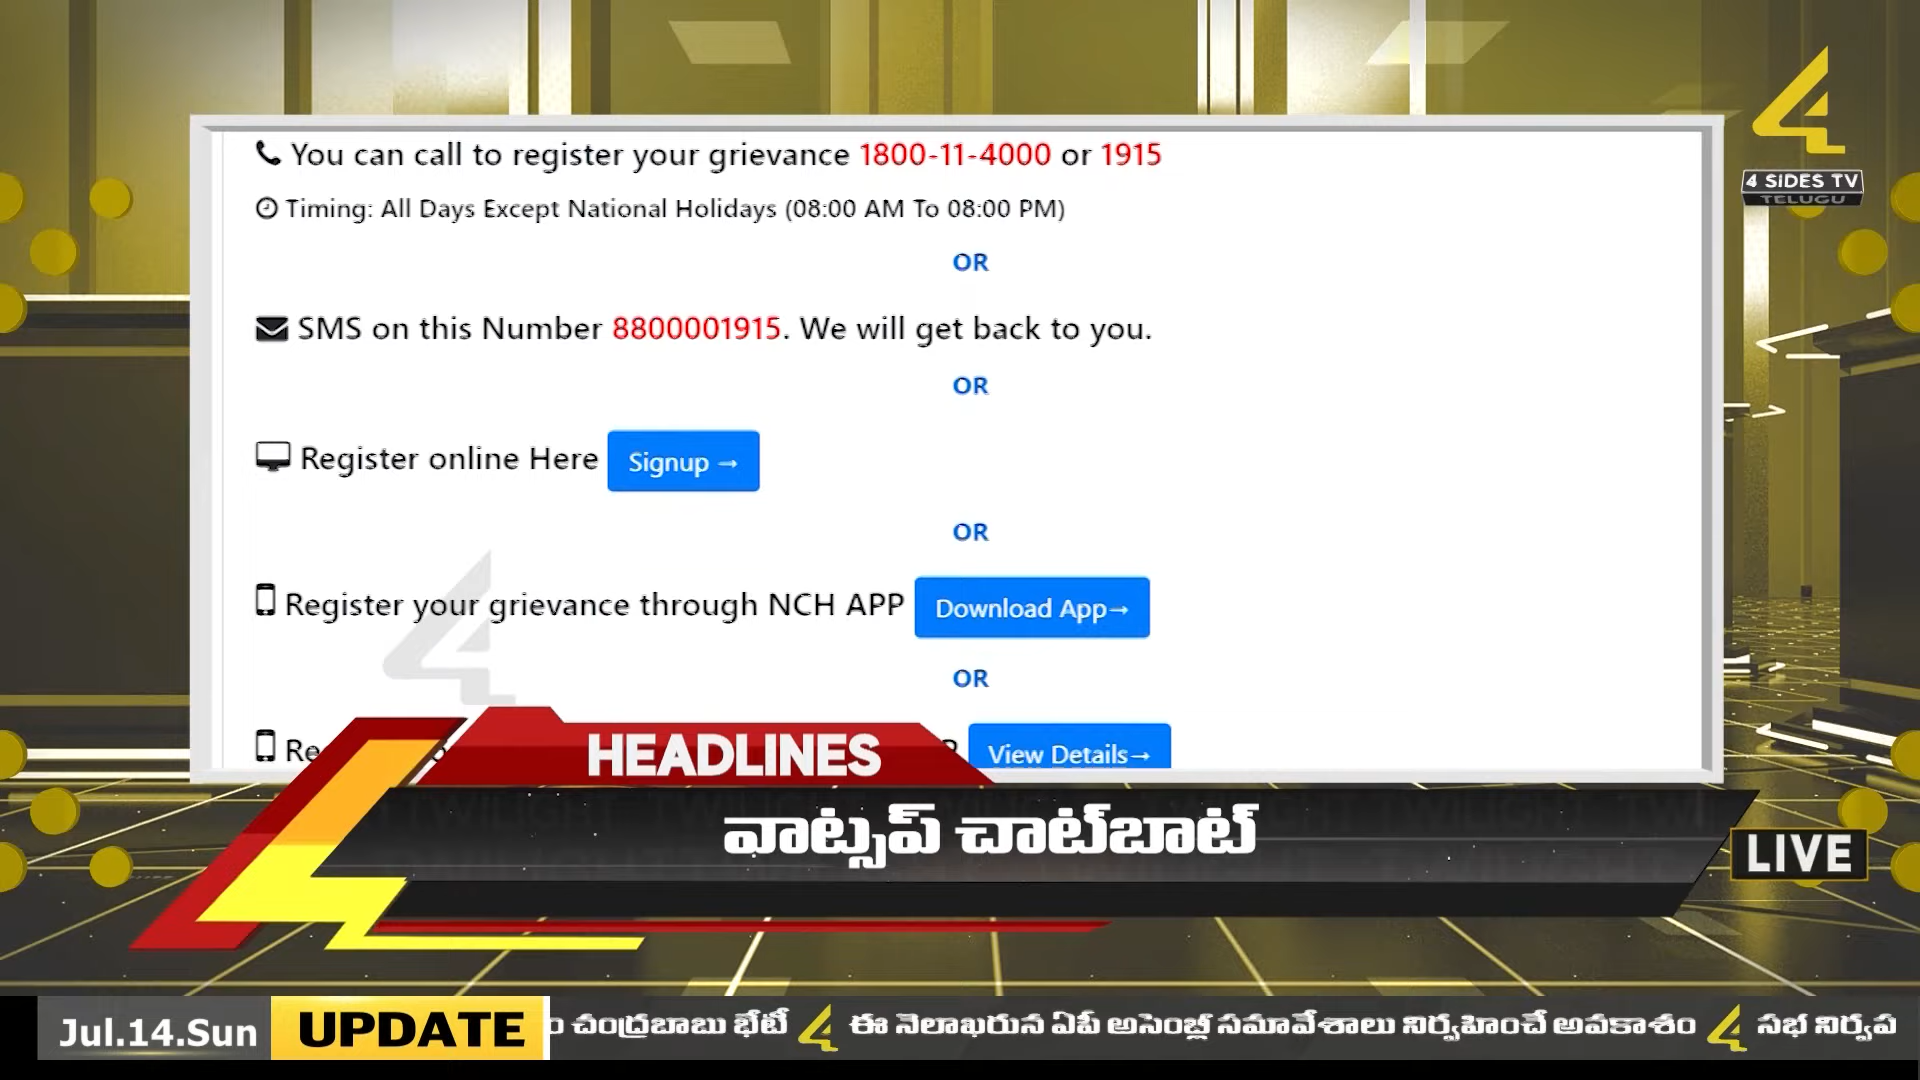 You can call to register your grievance 1800-11-4000 or 1915
Timing: All Days Except National Holidays (08:00 AM To 08:00 PM)
OR
SMS on this Number 8800001915. We will get back to you.
OR
Register online Here Signup →
OR
Register your grievance through NCH APP Download App→
OR
View Details→
4 SIDES TV
TELUGU
HEADLINES
వాట్సప్ చాట్‌బాట్
LIVE
Jul.14.Sun
UPDATE
చంద్రబాబు భేటీ 4 ఈ నెలాఖరున ఏపీ అసెంబ్లీ సమావేశాలు నిర్వహించే అవకాశం 4 సభ